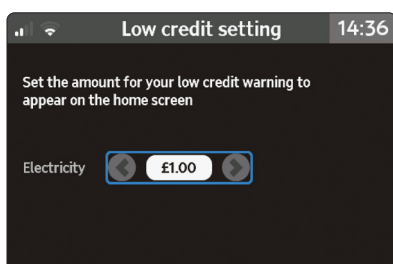 Low credit setting 14:36
Set the amount for your low credit warning to
appear on the home screen
Electricity £1.00